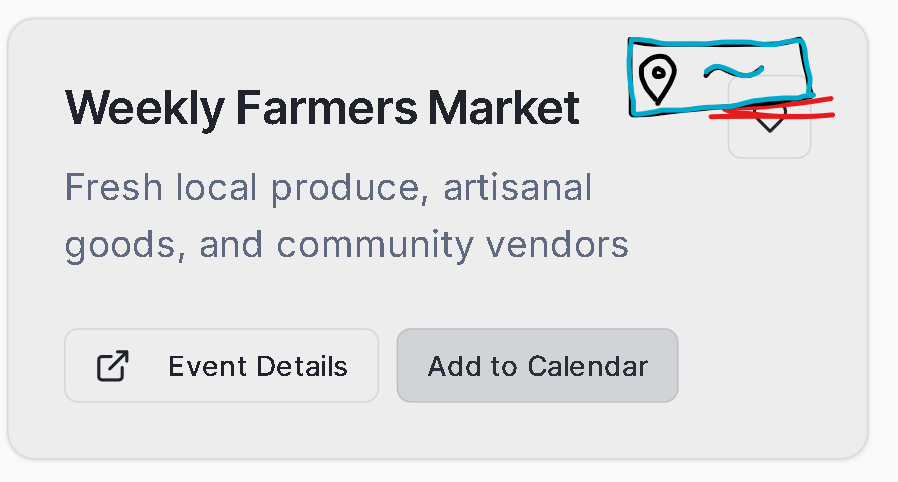 Weekly Farmers Market
Fresh local produce, artisanal
goods, and community vendors
Event Details
Add to Calendar